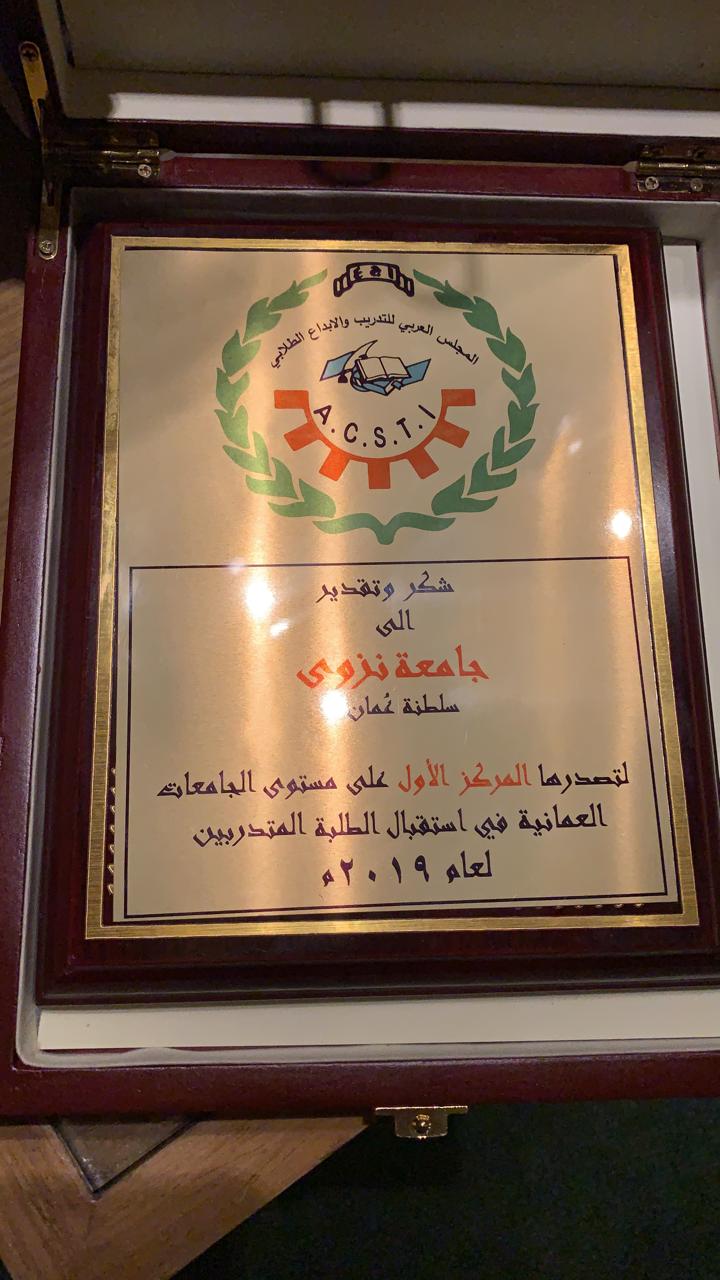 ا ع ج
المجلس العربي للتدريب والابداع الطلابي
A.C.S.T.I
شكر وتقدير
الى
جامعة نزوى
سلطنة عُمان
لتصدرها المركز الأول على مستوى الجامعات
العمانية في استقبال الطلبة المتدربين
لعام ٢٠١٩م